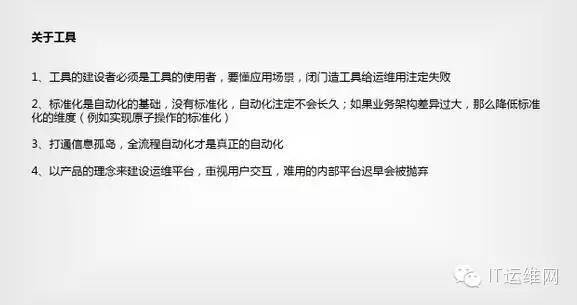 关于工具
1、工具的建设者必须是工具的使用者，要懂应用场景，闭门造工具给运维用注定失败
2、标准化是自动化的基础，没有标准化，自动化注定不会长久；如果业务架构差异过大，那么降低标准
化的维度（例如实现原子操作的标准化）
3、打通信息孤岛，全流程自动化才是真正的自动化
4、以产品的理念来建设运维平台，重视用户交互，难用的内部平台迟早会被抛弃
IT运维网